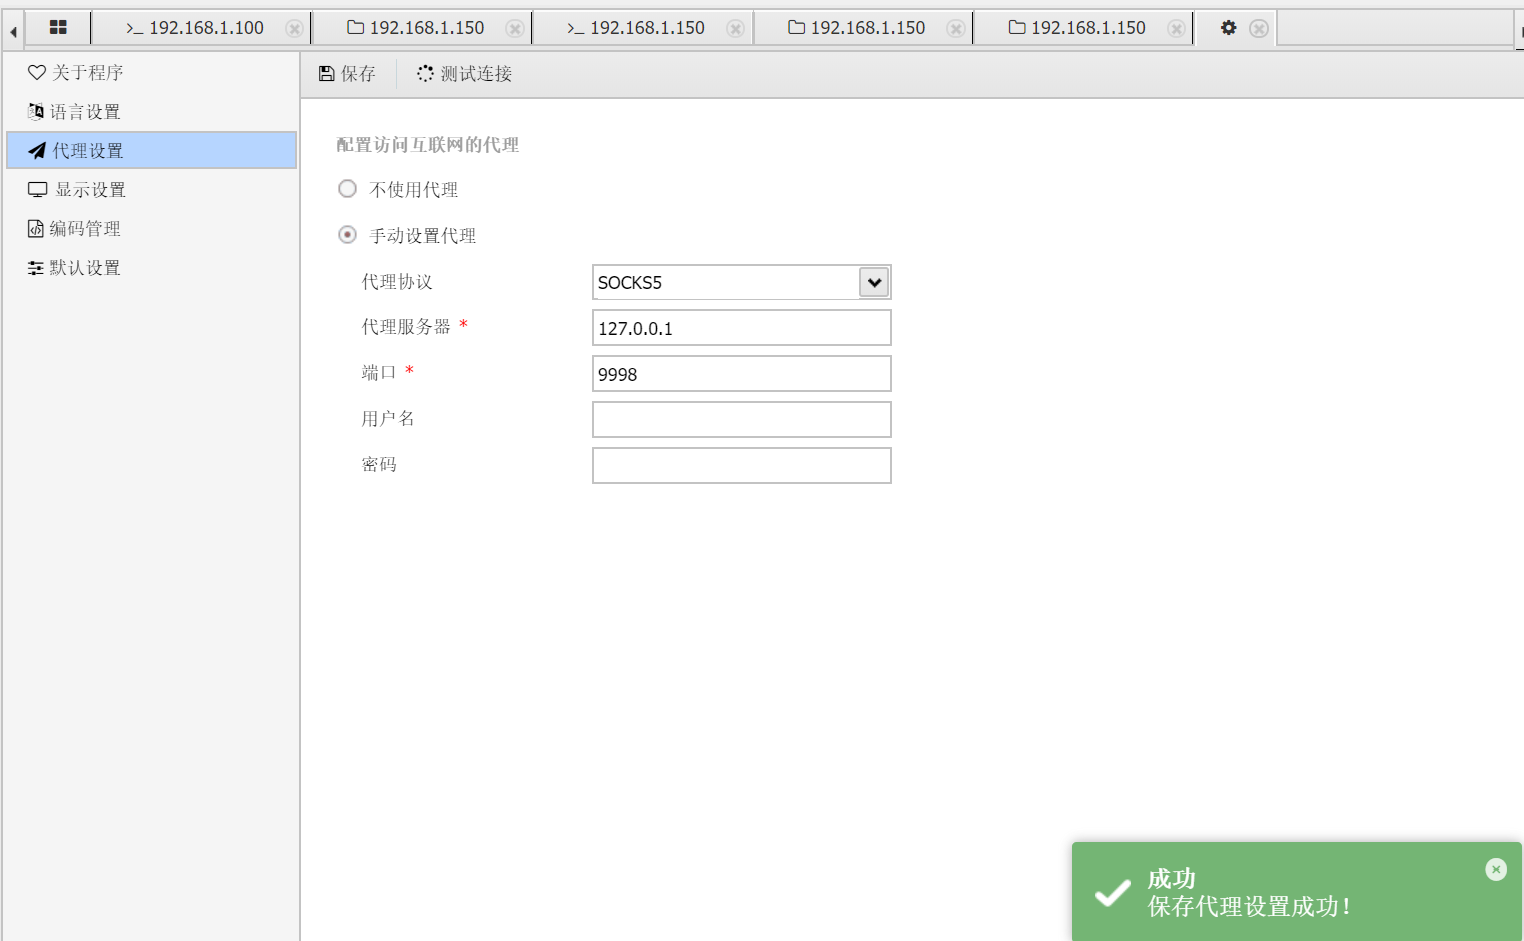 192.168.1.100
192.168.1.150
192.168.1.150
192.168.1.150
192.168.1.150
关于程序
语言设置
代理设置
显示设置
编码管理
默认设置
保存
测试连接
配置访问互联网的代理
不使用代理
手动设置代理
代理协议 SOCKS5
代理服务器 * 127.0.0.1
端口 * 9998
用户名
密码
成功
保存代理设置成功!